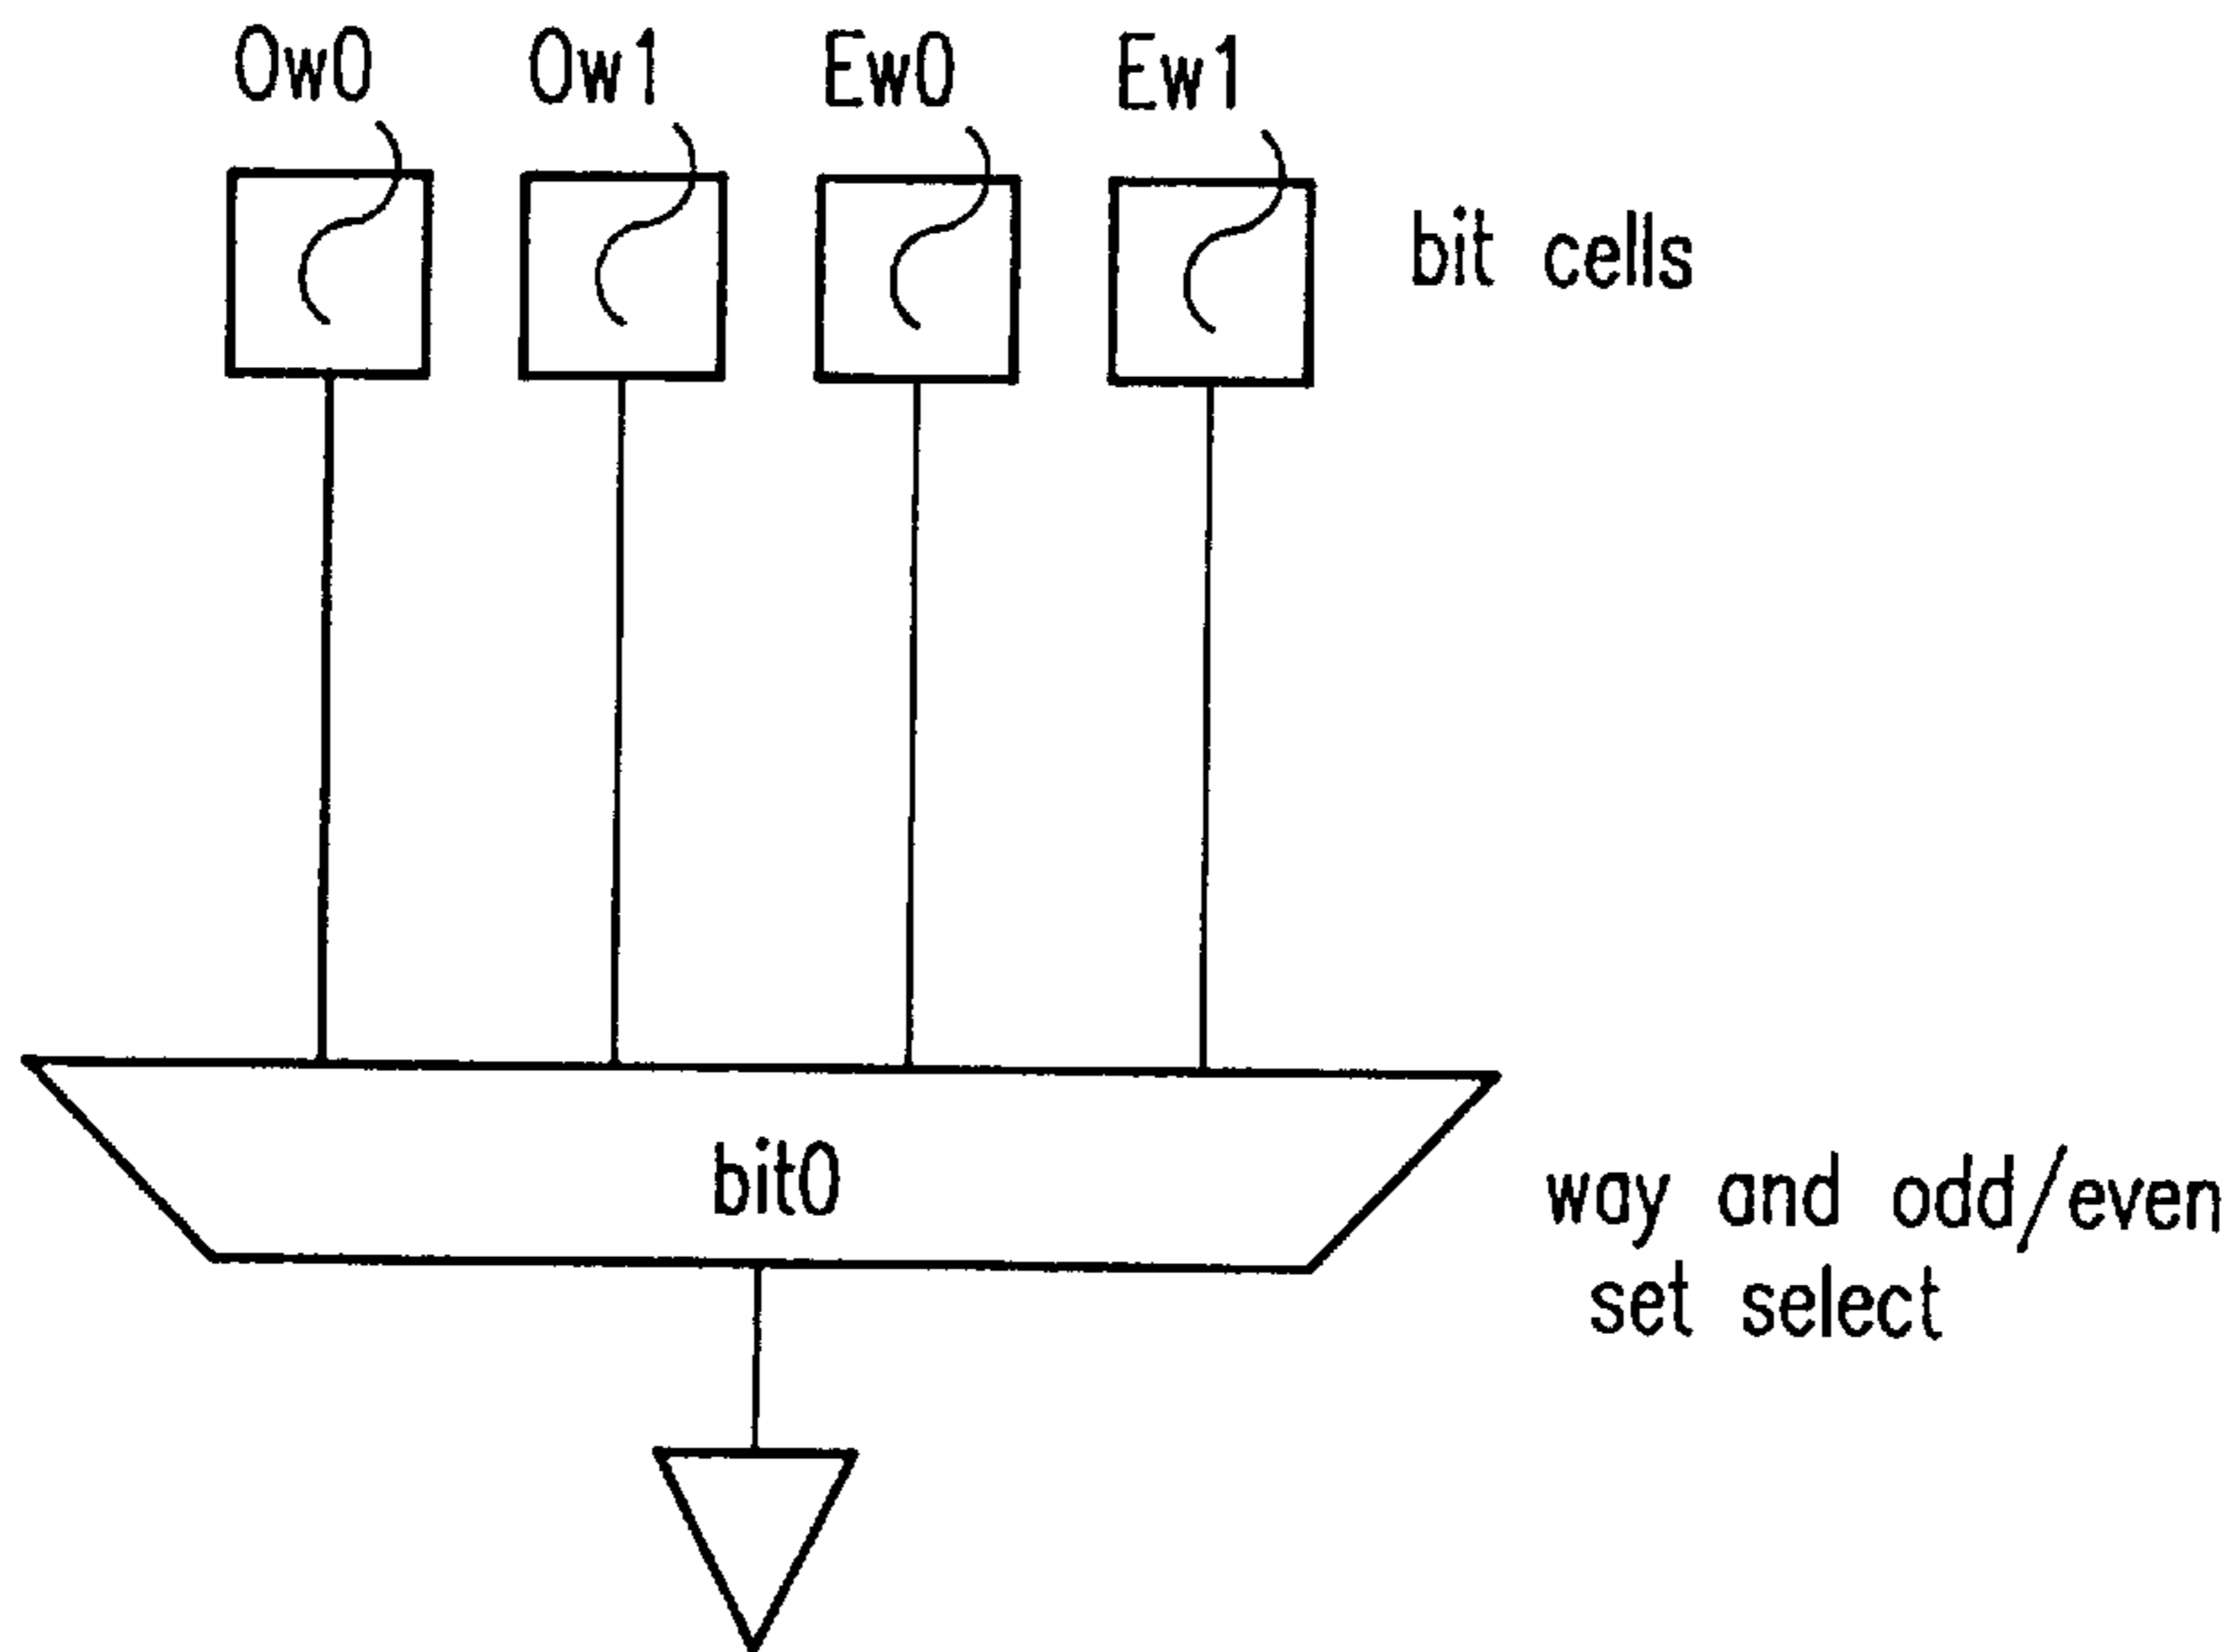 Ow0 Ow1 Ew0 Ew1
bit cells
bit0
way and odd/even
set select